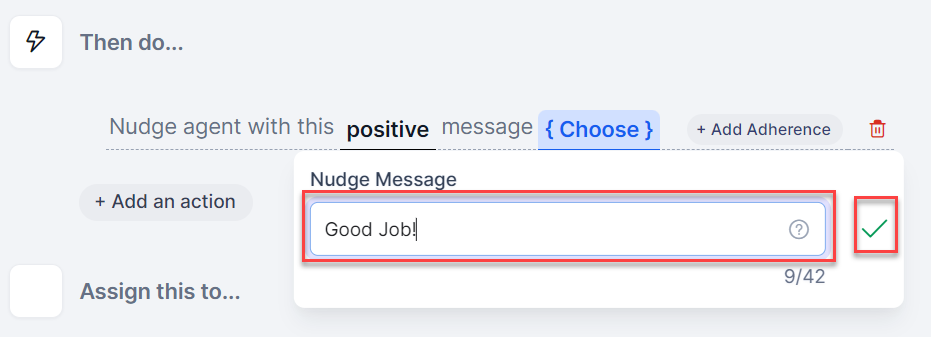 Then do...
Nudge agent with this positive message { Choose } + Add Adherence
Nudge Message
+ Add an action
Good Job!
9/42
Assign this to...